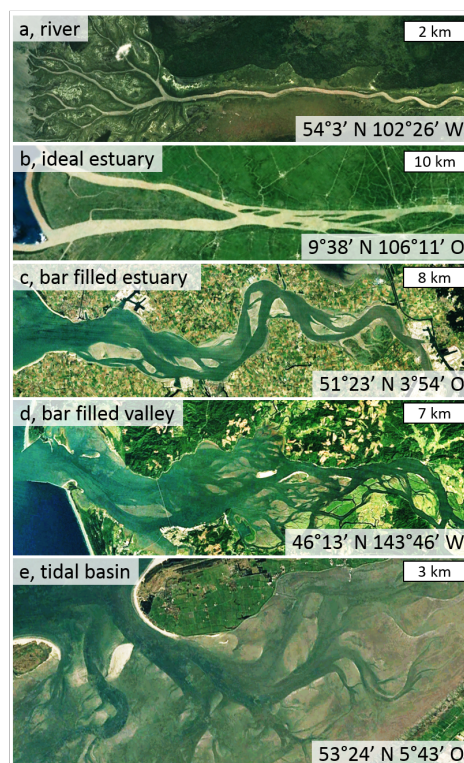 a, river
2 km
54°3’ N 102°26’ W
b, ideal estuary
10 km
9°38’ N 106°11’ O
c, bar filled estuary
8 km
51°23’ N 3°54’ O
d, bar filled valley
7 km
46°13’ N 143°46’ W
e, tidal basin
3 km
53°24’ N 5°43’ O